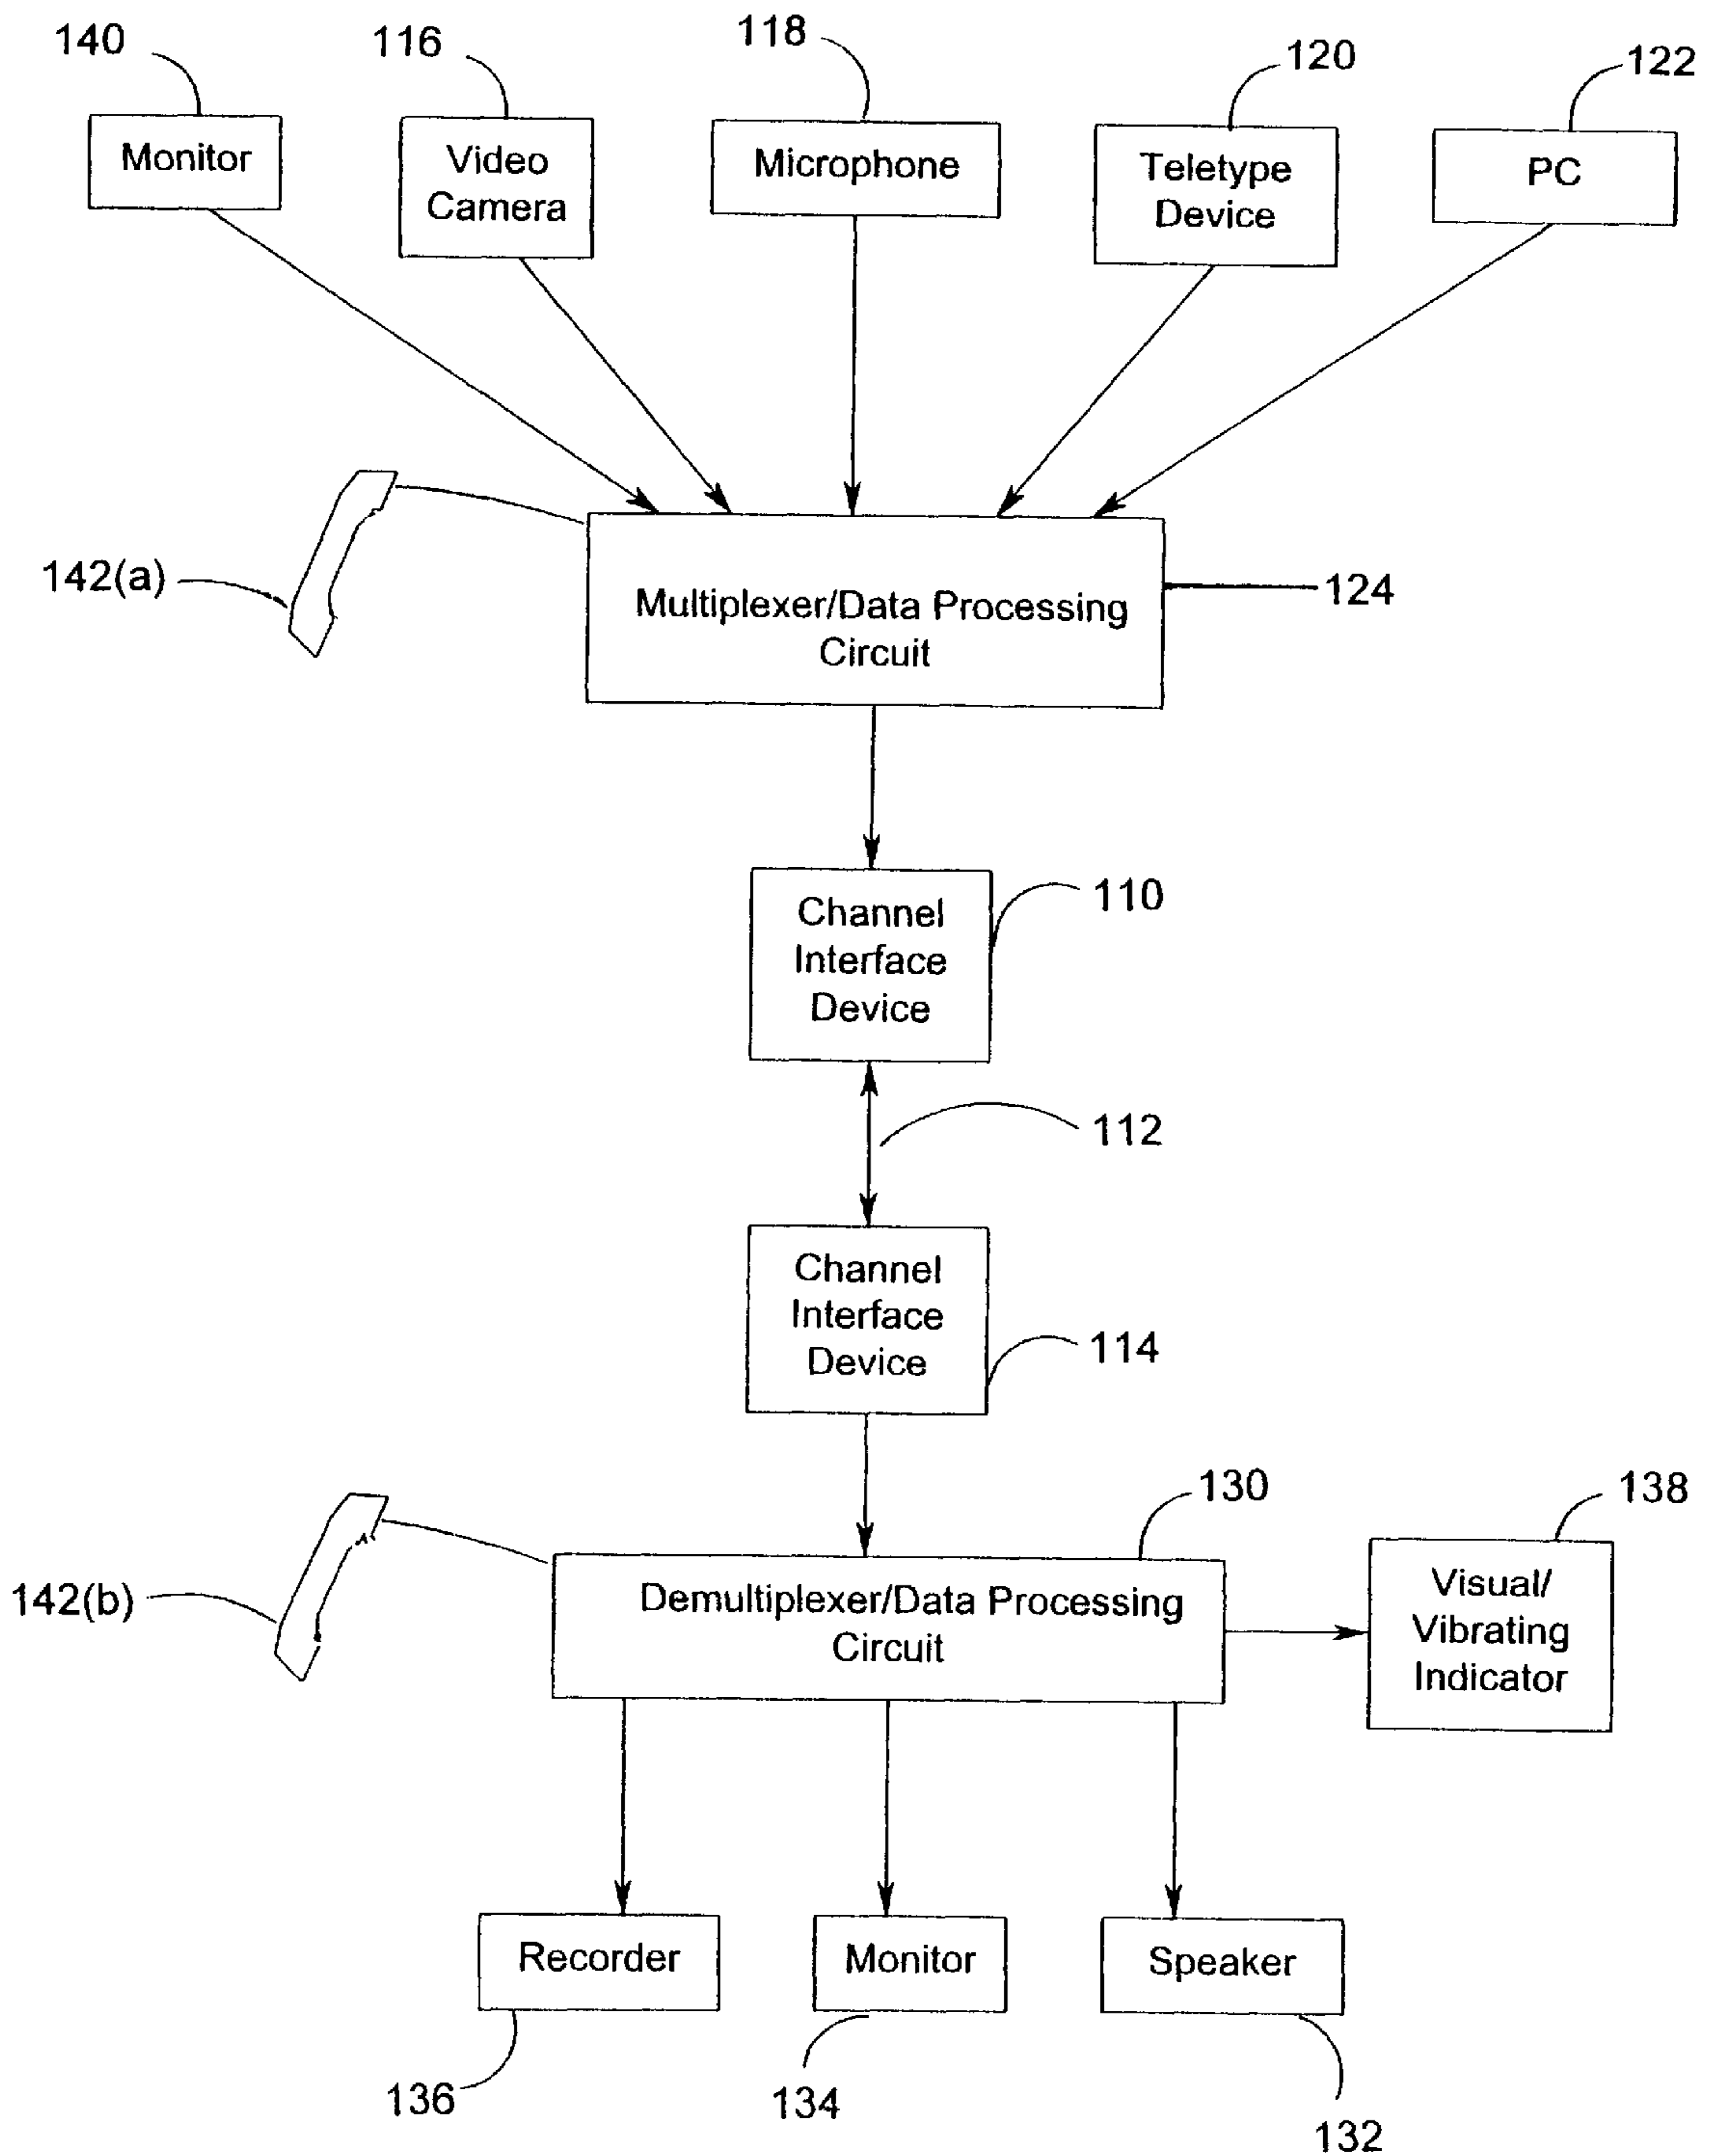 140
116
118
120
122
Monitor
Video
Camera
Microphone
Teletype
Device
PC
142(a)
Multiplexer/Data Processing
Circuit
124
Channel
Interface
Device
110
112
Channel
Interface
Device
114
130
138
142(b)
Demultiplexer/Data Processing
Circuit
Visual/
Vibrating
Indicator
Recorder
Monitor
Speaker
136
134
132